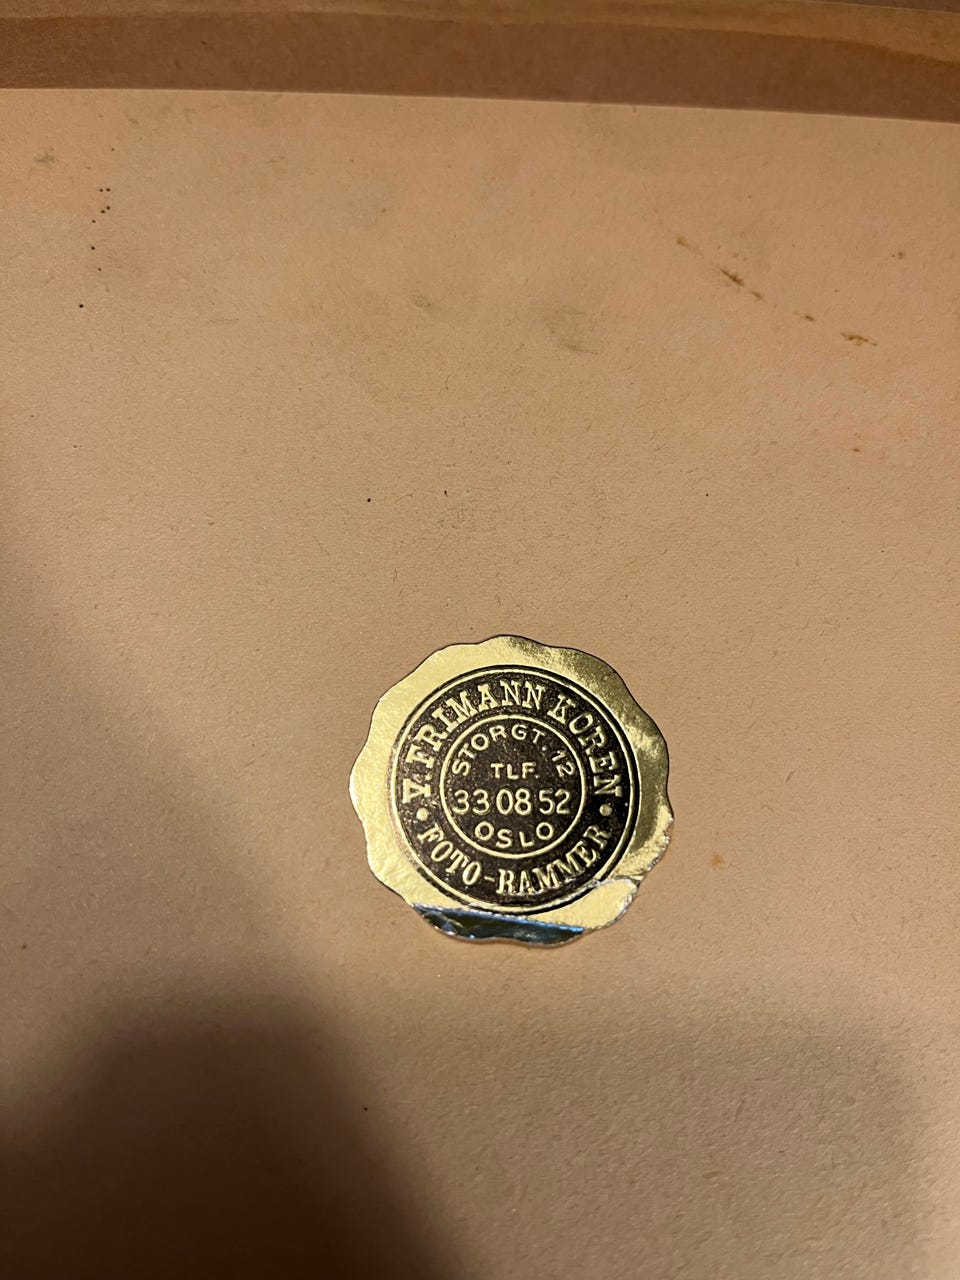 V. FRIMANN KOREN
STORGT. 12
TLF.
33 08 52
OSLO
• FOTO-RAMMER •